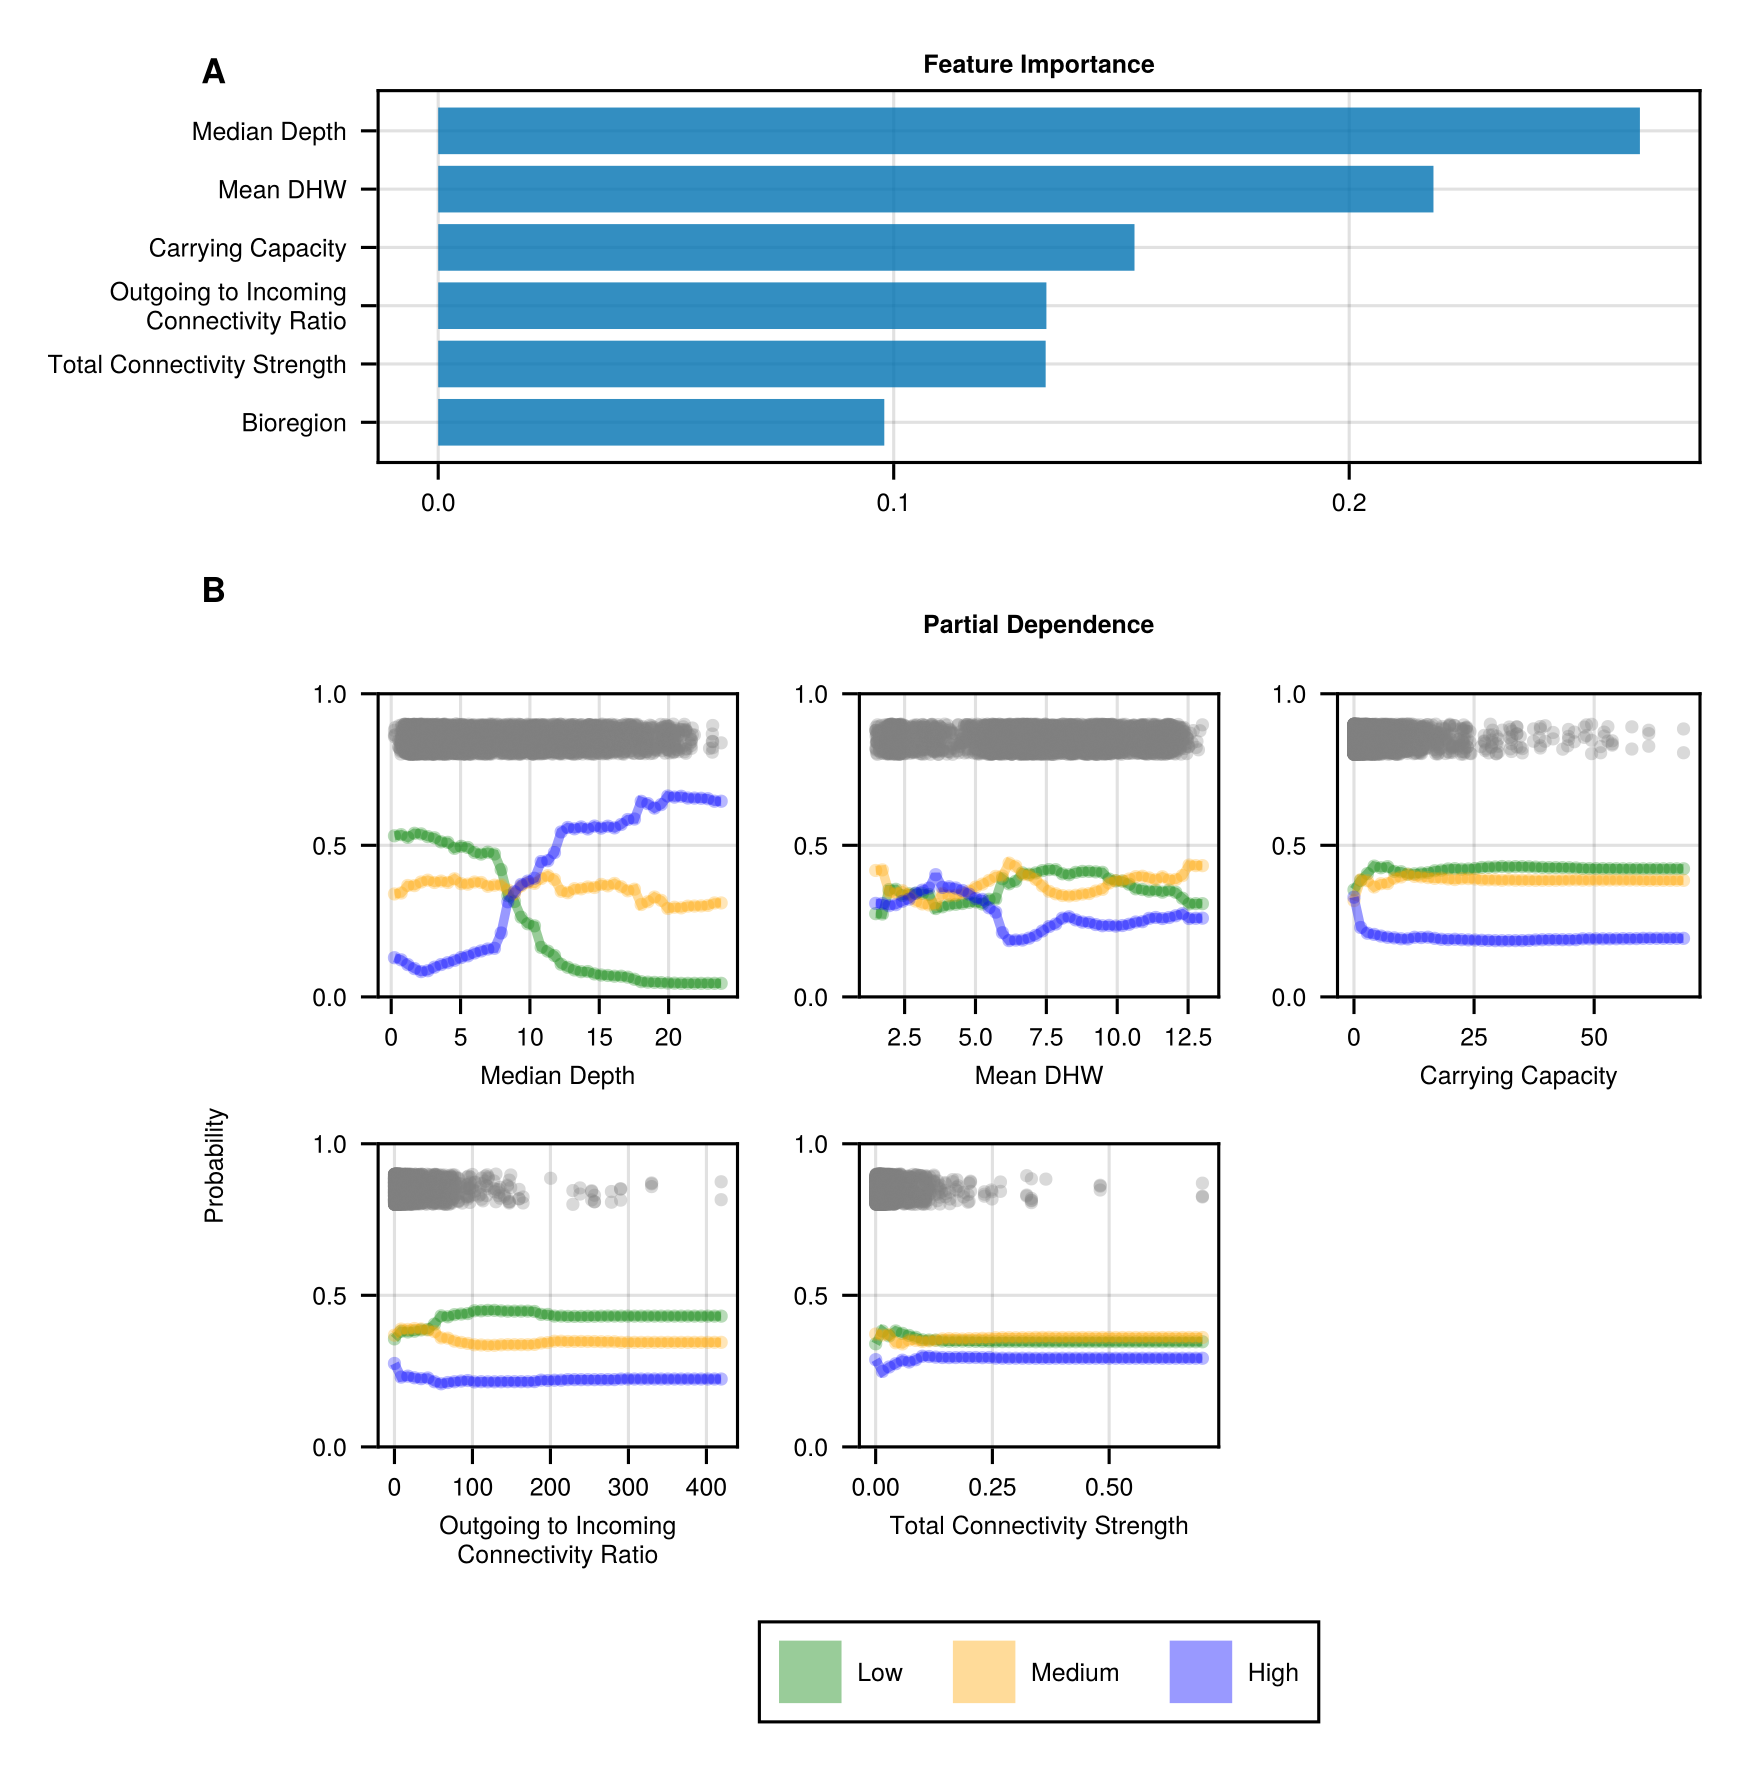 A
Feature Importance
Median Depth
Mean DHW
Carrying Capacity
Outgoing to Incoming
Connectivity Ratio
Total Connectivity Strength
Bioregion
0.0 0.1 0.2
B
Partial Dependence
Probability
1.0
0.5
0.0
0 5 10 15 20
Median Depth
1.0
0.5
0.0
2.5 5.0 7.5 10.0 12.5
Mean DHW
1.0
0.5
0.0
0 25 50
Carrying Capacity
1.0
0.5
0.0
0 100 200 300 400
Outgoing to Incoming
Connectivity Ratio
1.0
0.5
0.0
0.00 0.25 0.50
Total Connectivity Strength
Low Medium High